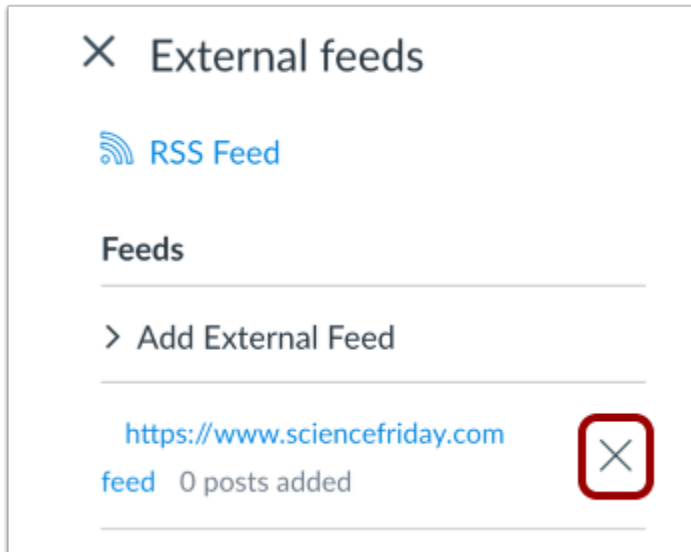 External feeds
RSS Feed
Feeds
Add External Feed
https://www.sciencefriday.com
feed 0 posts added